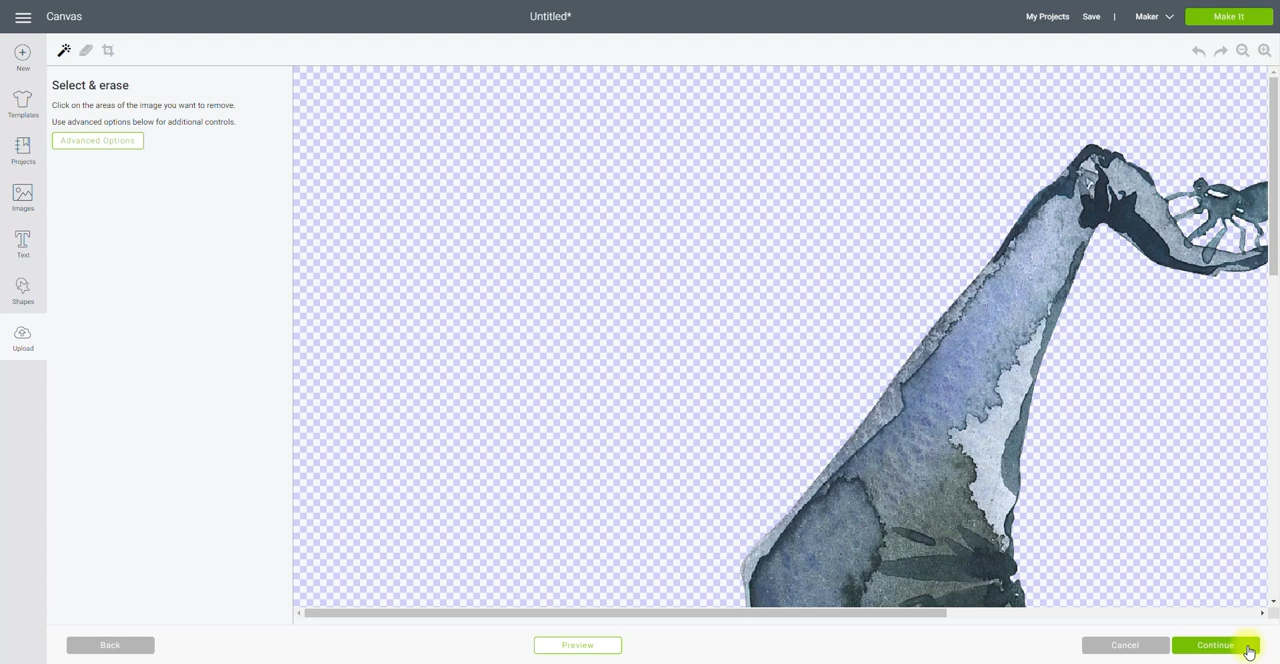 Canvas
Untitled*
My Projects Save | Maker Make It
New
Templates
Projects
Images
Text
Shapes
Upload
Select & erase
Click on the areas of the image you want to remove.
Use advanced options below for additional controls.
Advanced Options
Back
Preview
Cancel
Continue